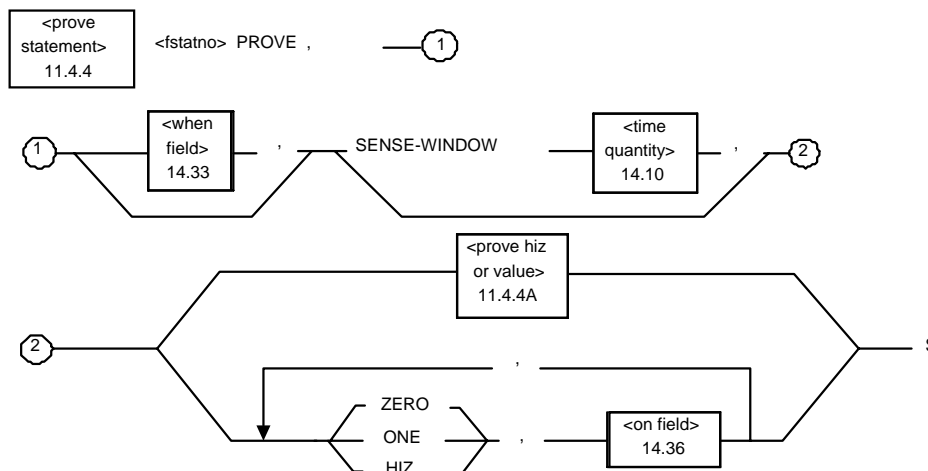 <prove
statement>
11.4.4
<fstatno> PROVE ,
1
1
<when
field>
14.33
,
SENSE-WINDOW
<time
quantity>
14.10
,
2
<prove hiz
or value>
11.4.4A
2
,
ZERO
ONE
HIZ
,
<on field>
14.36